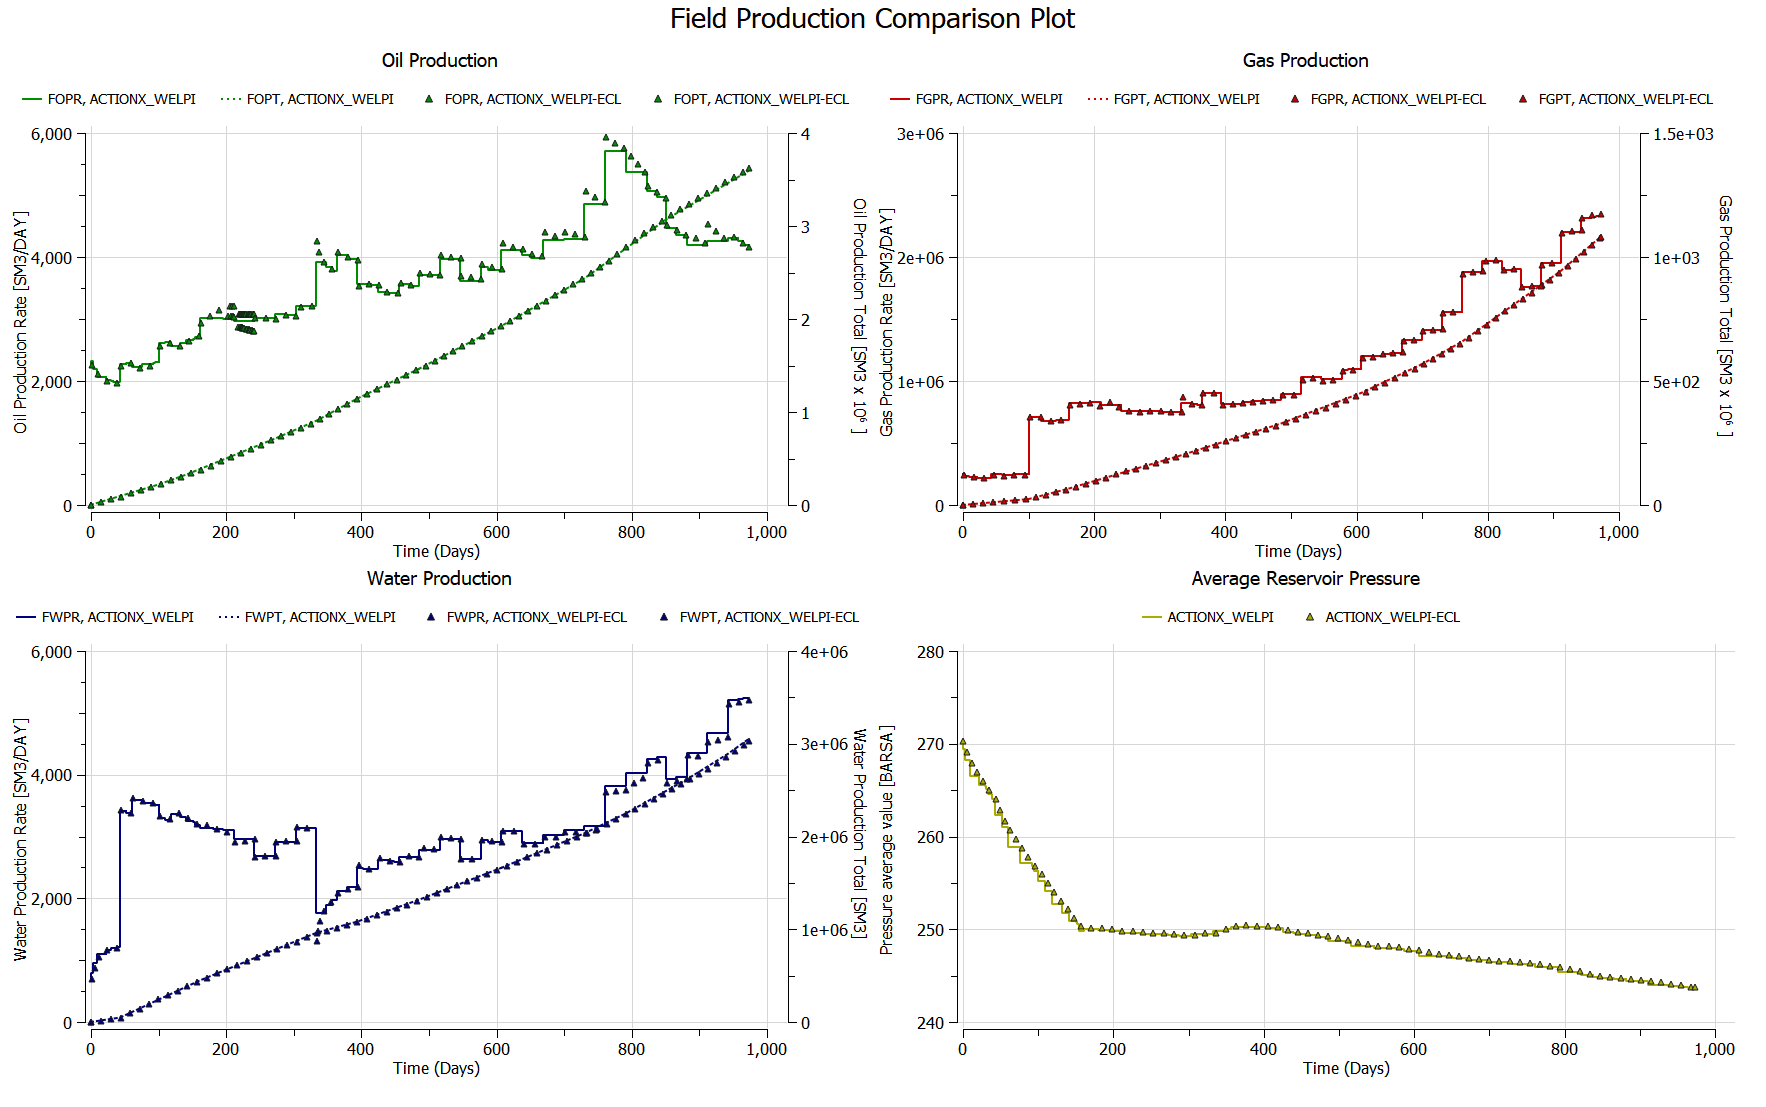 Field Production Comparison Plot
Oil Production
FOPR, ACTIONX_WELPI FOPT, ACTIONX_WELPI FOPR, ACTIONX_WELPI-ECL FOPT, ACTIONX_WELPI-ECL
6,000
4,000
2,000
0
Oil Production Rate [SM3/DAY]
4
3
2
1
0
Oil Production Total [SM3 x 10⁶ ]
0 200 400 600 800 1,000
Time (Days)
Gas Production
FGPR, ACTIONX_WELPI FGPT, ACTIONX_WELPI FGPR, ACTIONX_WELPI-ECL FGPT, ACTIONX_WELPI-ECL
3e+06
2e+06
1e+06
0
Gas Production Rate [SM3/DAY]
1.5e+03
1e+03
5e+02
0
Gas Production Total [SM3 x 10⁶ ]
0 200 400 600 800 1,000
Time (Days)
Water Production
FWPR, ACTIONX_WELPI FWPT, ACTIONX_WELPI FWPR, ACTIONX_WELPI-ECL FWPT, ACTIONX_WELPI-ECL
6,000
4,000
2,000
0
Water Production Rate [SM3/DAY]
4e+06
3e+06
2e+06
1e+06
0
Water Production Total [SM3]
0 200 400 600 800 1,000
Time (Days)
Average Reservoir Pressure
ACTIONX_WELPI ACTIONX_WELPI-ECL
280
270
260
250
240
Pressure average value [BARSA]
0 200 400 600 800 1,000
Time (Days)